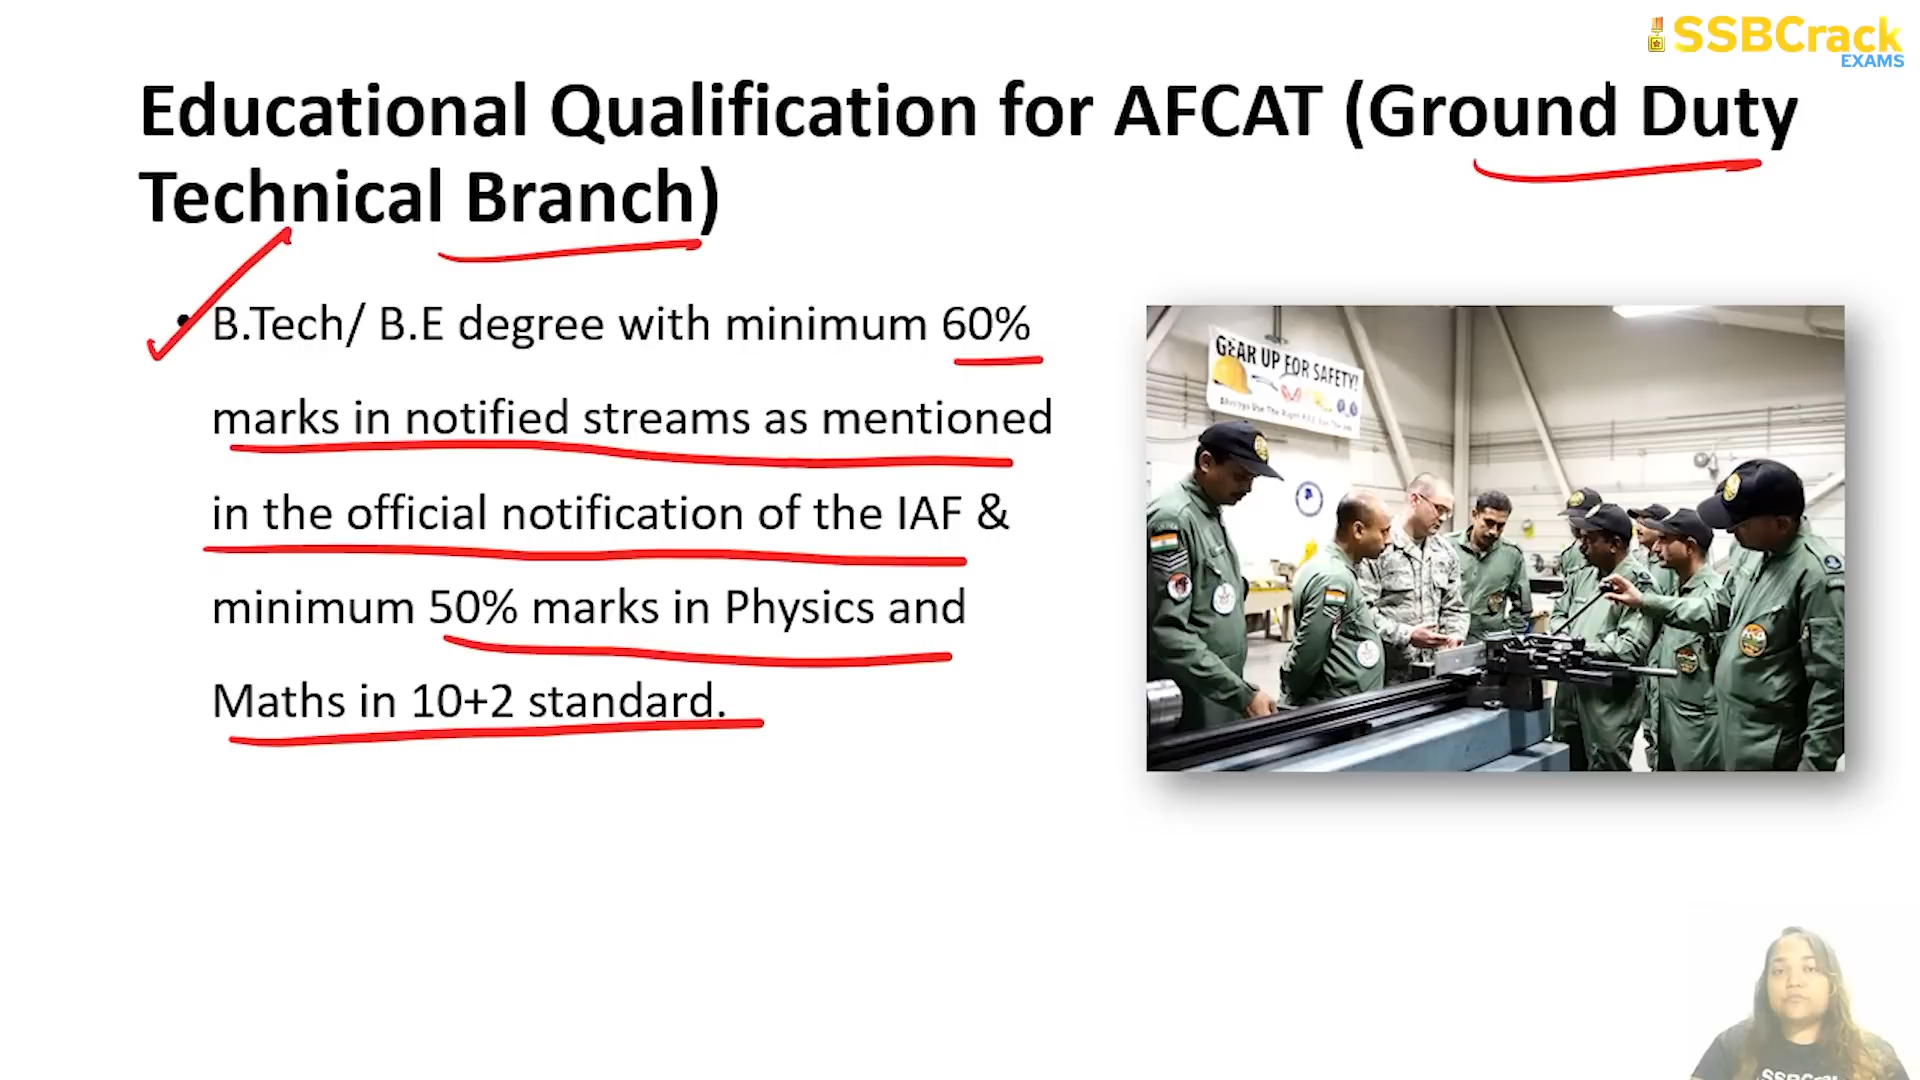 SSBCrack
EXAMS
Educational Qualification for AFCAT (Ground Duty
Technical Branch)
• B.Tech/ B.E degree with minimum 60%
marks in notified streams as mentioned
in the official notification of the IAF &
minimum 50% marks in Physics and
Maths in 10+2 standard.
GEAR UP FOR SAFETY!